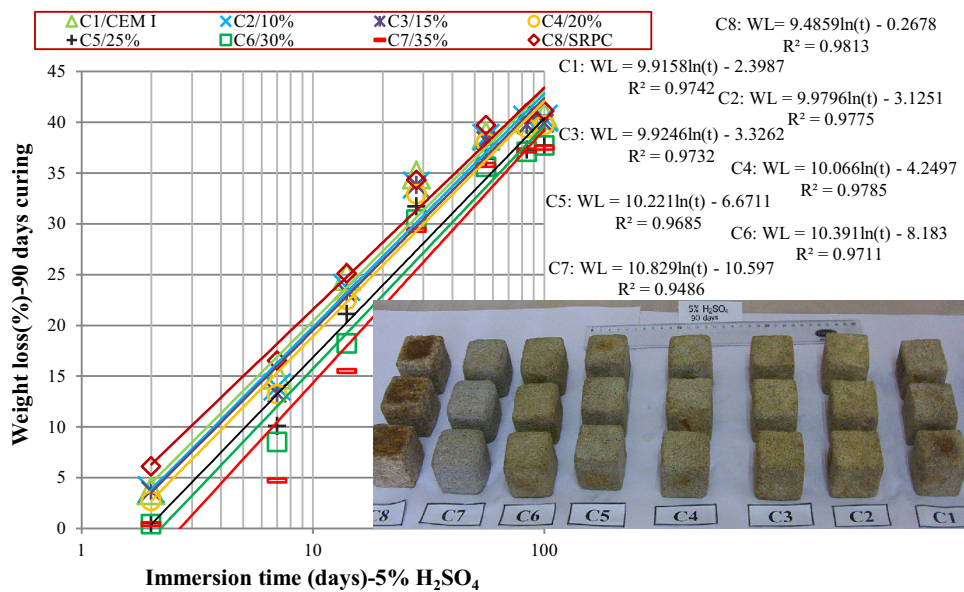 C1/CEM I C2/10% C3/15% C4/20%
C5/25% C6/30% C7/35% C8/SRPC
C8: WL= 9.4859ln(t) - 0.2678
R² = 0.9813
C1: WL = 9.9158ln(t) - 2.3987
R² = 0.9742
C2: WL = 9.9796ln(t) - 3.1251
R² = 0.9775
C3: WL = 9.9246ln(t) - 3.3262
R² = 0.9732
C4: WL = 10.066ln(t) - 4.2497
R² = 0.9785
C5: WL = 10.221ln(t) - 6.6711
R² = 0.9685
C6: WL = 10.391ln(t) - 8.183
R² = 0.9711
C7: WL = 10.829ln(t) - 10.597
R² = 0.9486
Weight loss(%)-90 days curing
45
40
35
30
25
20
15
10
5
0
1 10 100
Immersion time (days)-5% H₂SO₄
5% H₂SO₄
90 days
C8 C7 C6 C5 C4 C3 C2 C1